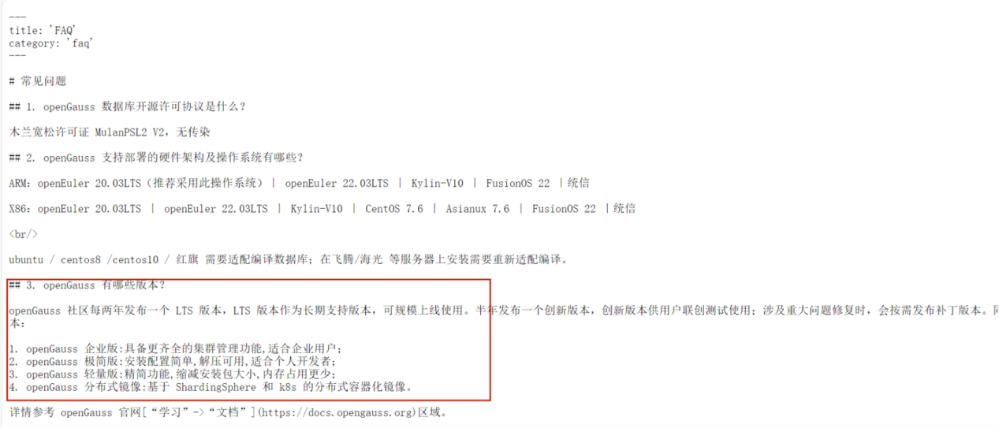 ---
title: 'FAQ'
category: 'faq'
---
# 常见问题
## 1. openGauss 数据库开源许可协议是什么？
木兰宽松许可证 MulanPSL2 V2，无传染
## 2. openGauss 支持部署的硬件架构及操作系统有哪些？
ARM：openEuler 20.03LTS（推荐采用此操作系统）| openEuler 22.03LTS | Kylin-V10 | FusionOS 22 |统信
X86：openEuler 20.03LTS | openEuler 22.03LTS | Kylin-V10 | CentOS 7.6 | Asianux 7.6 | FusionOS 22 |统信
<br/>
ubuntu / centos8 /centos10 / 红旗 需要适配编译数据库；在飞腾/海光 等服务器上安装需要重新适配编译。
## 3. openGauss 有哪些版本？
openGauss 社区每两年发布一个 LTS 版本，LTS 版本作为长期支持版本，可规模上线使用。半年发布一个创新版本，创新版本供用户联创测试使用；涉及重大问题修复时，会按需发布补丁版本。
本：
1. openGauss 企业版:具备更齐全的集群管理功能,适合企业用户；
2. openGauss 极简版:安装配置简单,解压可用,适合个人开发者；
3. openGauss 轻量版:精简功能,缩减安装包大小,内存占用更少；
4. openGauss 分布式镜像:基于 ShardingSphere 和 k8s 的分布式容器化镜像。
详情参考 openGauss 官网[“学习”->“文档”](https://docs.opengauss.org)区域。